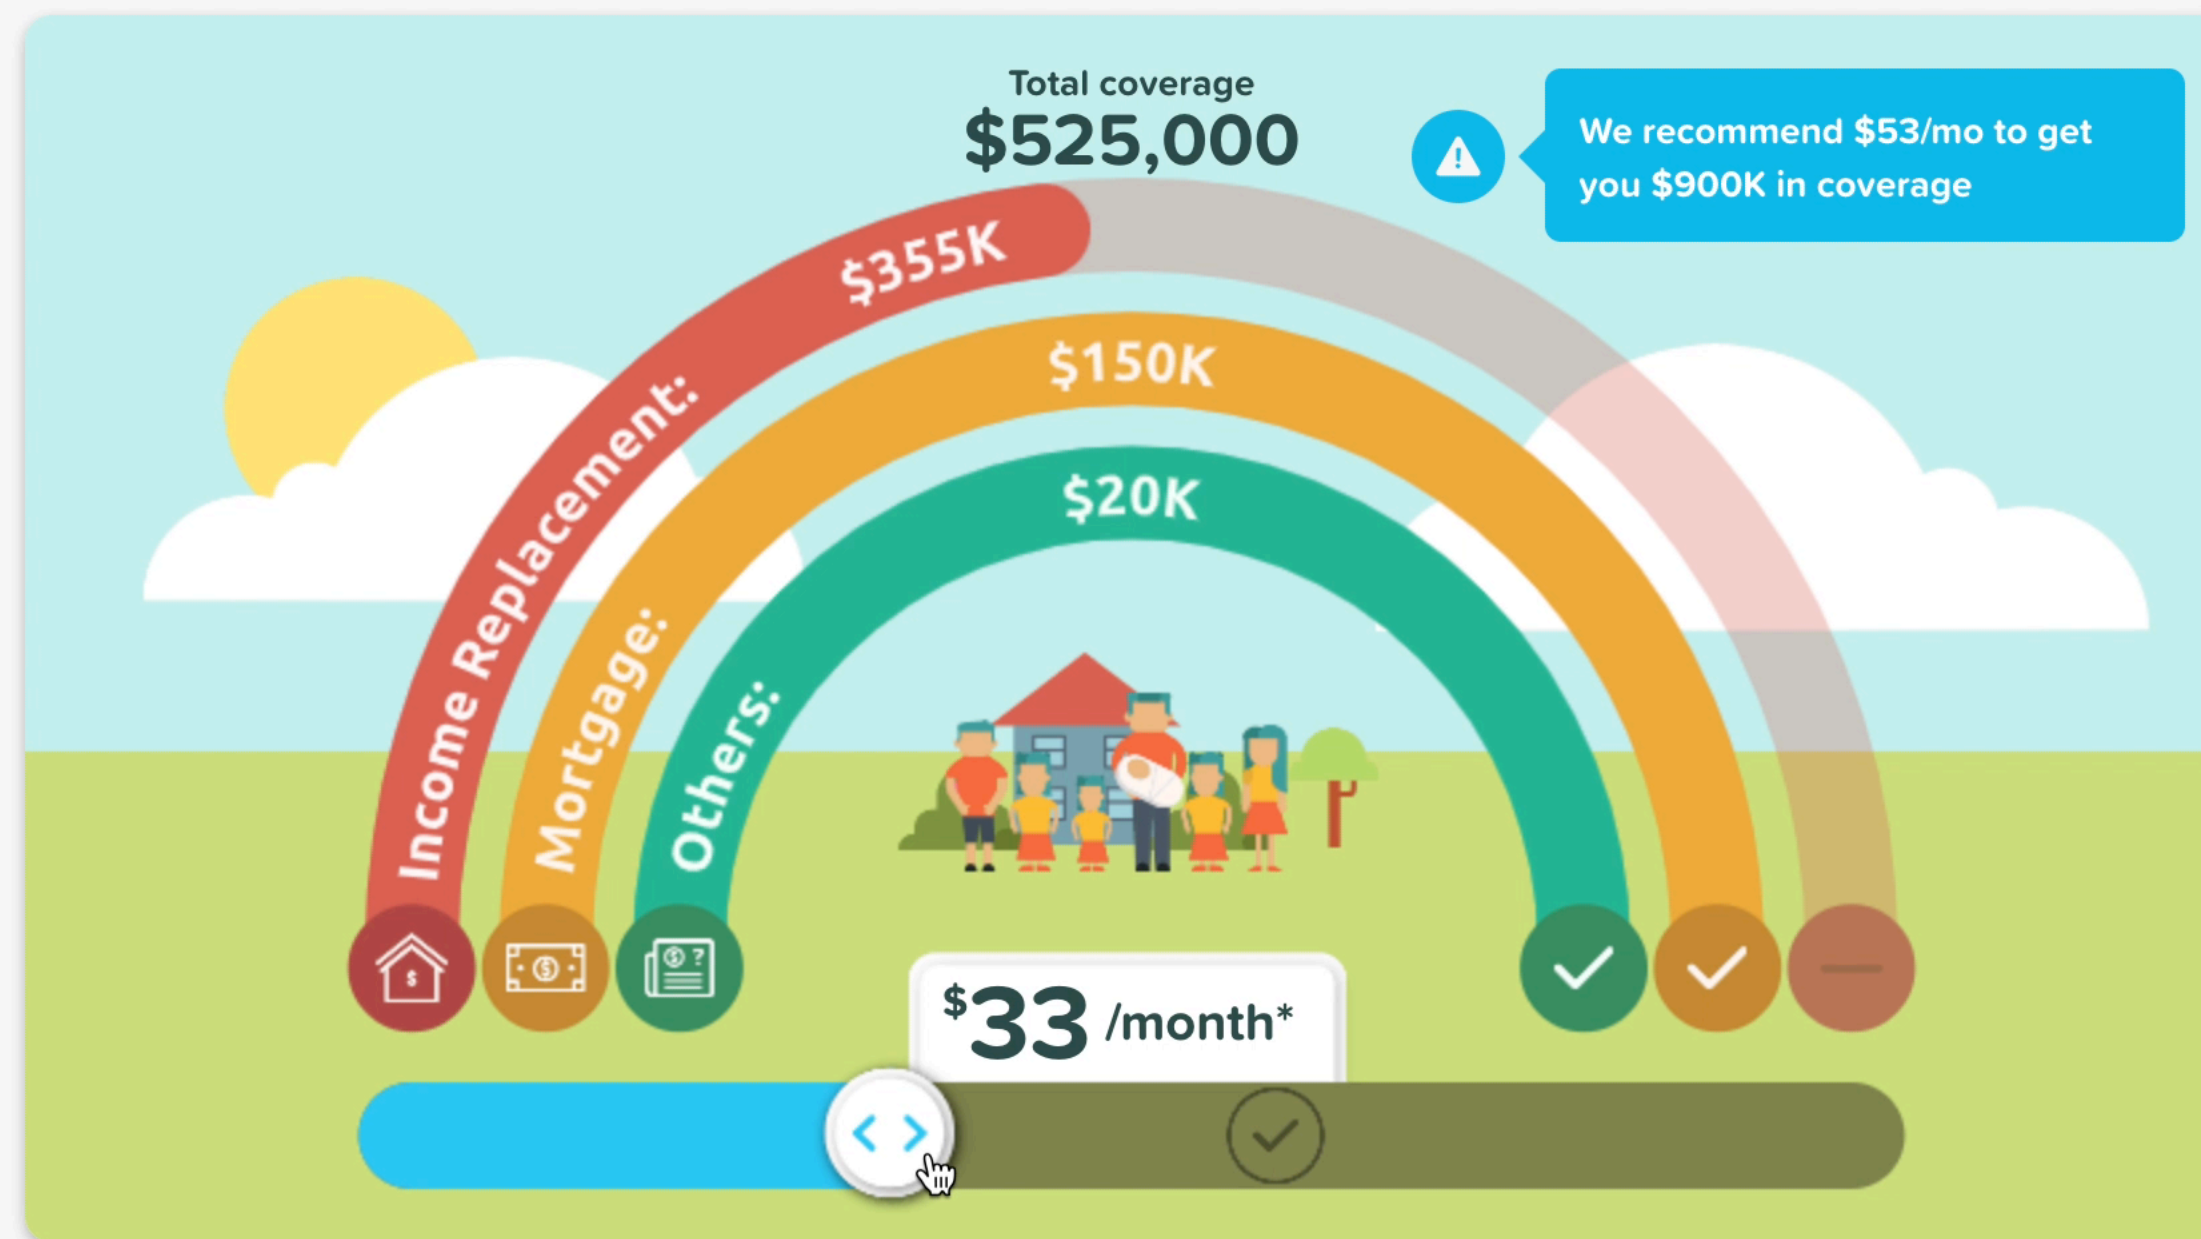 Total coverage
$525,000
We recommend $53/mo to get
you $900K in coverage
Income Replacement: $355K
Mortgage: $150K
Others: $20K
$33 /month*